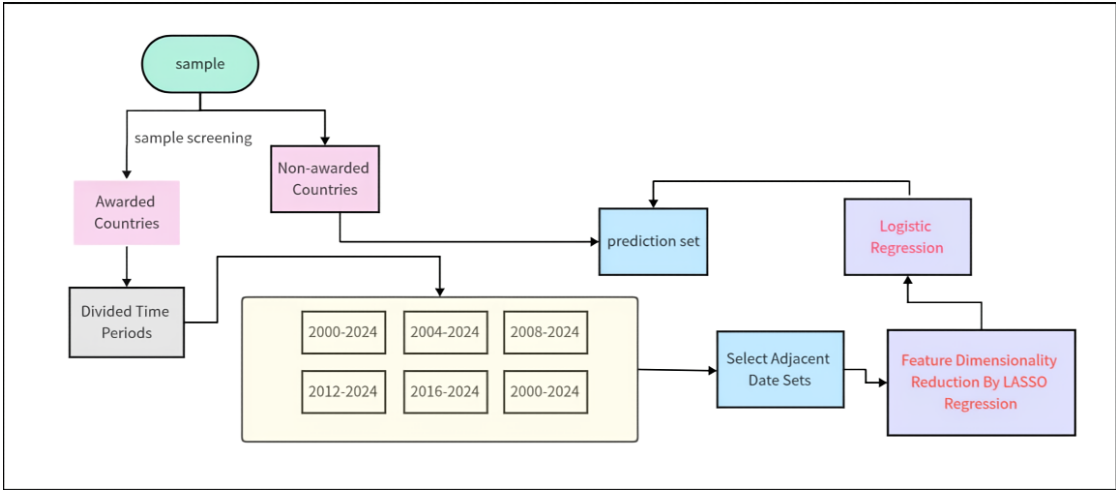 sample
sample screening
Non-awarded
Countries
Awarded
Countries
Divided Time
Periods
2000-2024
2004-2024
2008-2024
2012-2024
2016-2024
2000-2024
prediction set
Logistic
Regression
Select Adjacent
Date Sets
Feature Dimensionality
Reduction By LASSO
Regression